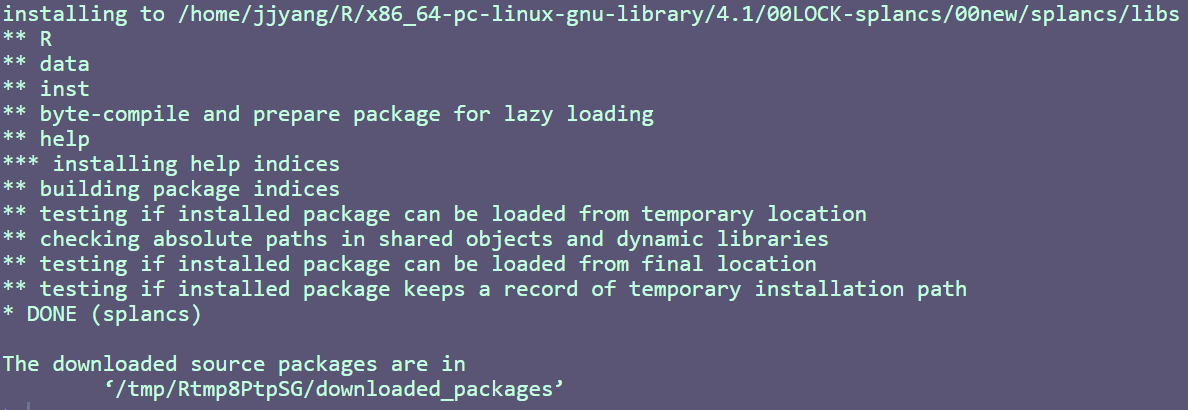 installing to /home/jjyang/R/x86_64-pc-linux-gnu-library/4.1/00LOCK-splancs/00new/splancs/libs
** R
** data
** inst
** byte-compile and prepare package for lazy loading
** help
*** installing help indices
** building package indices
** testing if installed package can be loaded from temporary location
** checking absolute paths in shared objects and dynamic libraries
** testing if installed package can be loaded from final location
** testing if installed package keeps a record of temporary installation path
* DONE (splancs)
The downloaded source packages are in
‘/tmp/Rtmp8PtpSG/downloaded_packages’